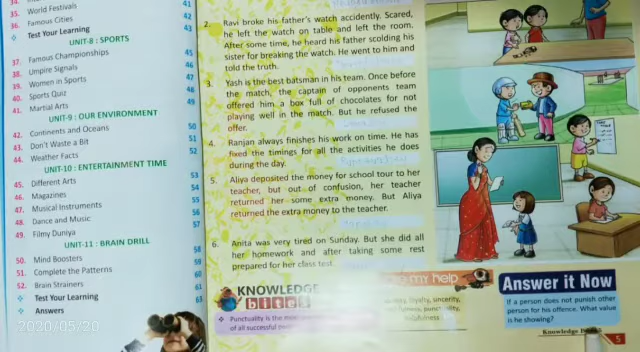 34.
35. World Festivals 41
36. Famous Cities 42
❖ Test Your Learning 43
UNIT-8 : SPORTS
37. Famous Championships 45
38. Umpire Signals 46
39. Women in Sports 47
40. Sports Quiz 48
41. Martial Arts 49
UNIT-9 : OUR ENVIRONMENT
42. Continents and Oceans 50
43. Don't Waste a Bit 51
44. Weather Facts 52
UNIT-10 : ENTERTAINMENT TIME
45. Different Arts 53
46. Magazines 54
47. Musical Instruments 55
48. Dance and Music 56
49. Filmy Duniya 57
UNIT-11 : BRAIN DRILL
50. Mind Boosters 58
51. Complete the Patterns 59
52. Brain Strainers 60
❖ Test Your Learning 61
❖ Answers 63
2020/05/20
2. Ravi broke his father's watch accidently. Scared,
he left the watch on table and left the room.
After some time, he heard his father scolding his
sister for breaking the watch. He went to him and
told the truth.
3. Yash is the best batsman in his team. Once before
the match, the captain of opponents team
offered him a box full of chocolates for not
playing well in the match. But he refused the
offer.
4. Ranjan always finishes his work on time. He has
fixed the timings for all the activities he does
during the day.
5. Aliya deposited the money for school tour to her
teacher, but out of confusion, her teacher
returned her some extra money. But Aliya
returned the extra money to the teacher.
6. Anita was very tired on Sunday. But she did all
her homework and after taking some rest
prepared for her class test.
KNOWLEDGE
bites
❖ Punctuality is the
of all successful
my help
loyalty, sincerity,
punctuality,
Answer it Now
If a person does not punish other
person for his offence. What value
is he showing?
Knowledge
5